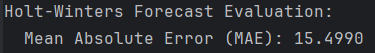 Holt-Winters Forecast Evaluation:
Mean Absolute Error (MAE): 15.4990